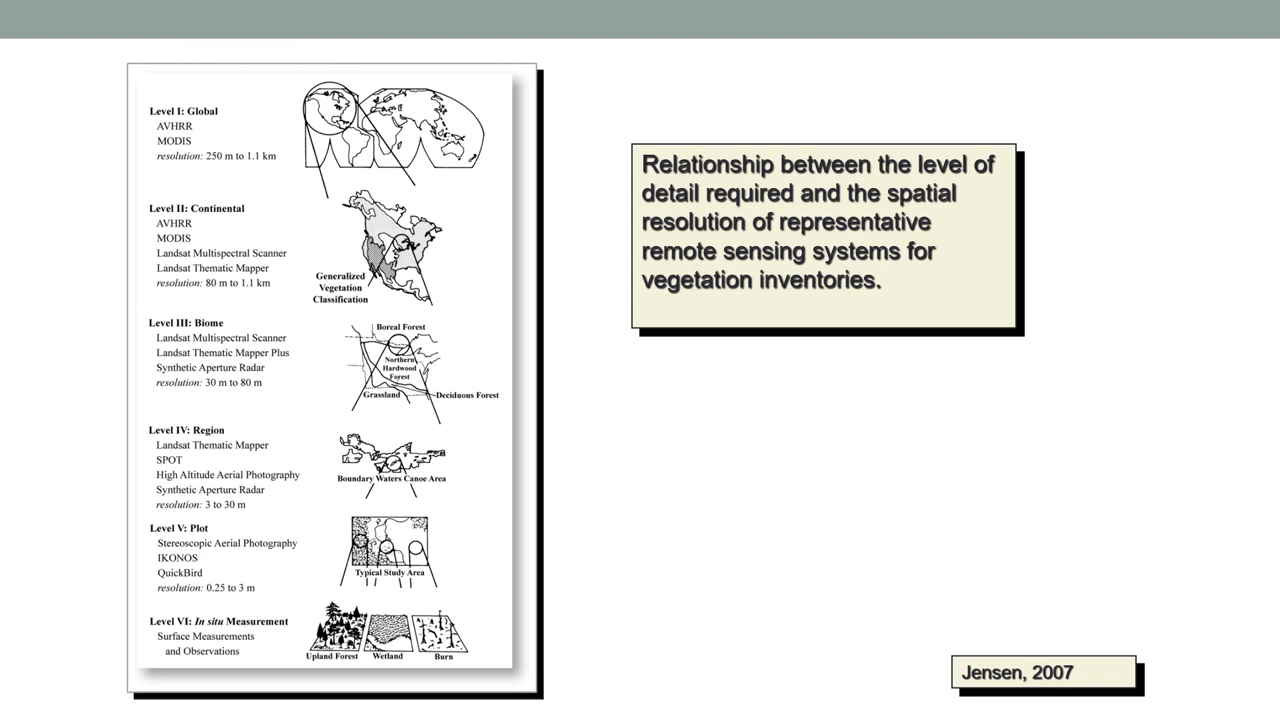 Level I: Global
AVHRR
MODIS
resolution: 250 m to 1.1 km
Level II: Continental
AVHRR
MODIS
Landsat Multispectral Scanner
Landsat Thematic Mapper
resolution: 80 m to 1.1 km
Generalized
Vegetation
Classification
Level III: Biome
Landsat Multispectral Scanner
Landsat Thematic Mapper Plus
Synthetic Aperture Radar
resolution: 30 m to 80 m
Boreal Forest
Northern
Hardwood
Forest
Grassland
Deciduous Forest
Level IV: Region
Landsat Thematic Mapper
SPOT
High Altitude Aerial Photography
Synthetic Aperture Radar
resolution: 3 to 30 m
Boundary Waters Canoe Area
Level V: Plot
Stereoscopic Aerial Photography
IKONOS
QuickBird
resolution: 0.25 to 3 m
Typical Study Area
Level VI: In situ Measurement
Surface Measurements
and Observations
Upland Forest
Wetland
Burn
Relationship between the level of
detail required and the spatial
resolution of representative
remote sensing systems for
vegetation inventories.
Jensen, 2007